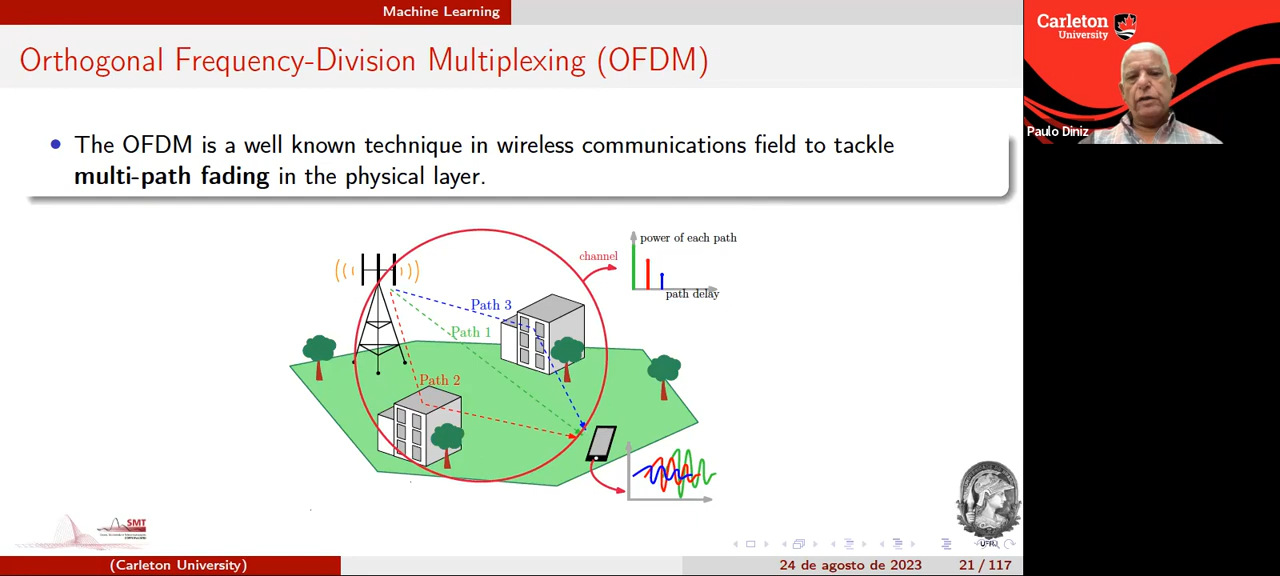 Machine Learning
Orthogonal Frequency-Division Multiplexing (OFDM)
The OFDM is a well known technique in wireless communications field to tackle
multi-path fading in the physical layer.
channel
power of each path
path delay
Path 3
Path 1
Path 2
SMT
UFRJ
(Carleton University)
24 de agosto de 2023
21 / 117
Carleton
University
Paulo Diniz